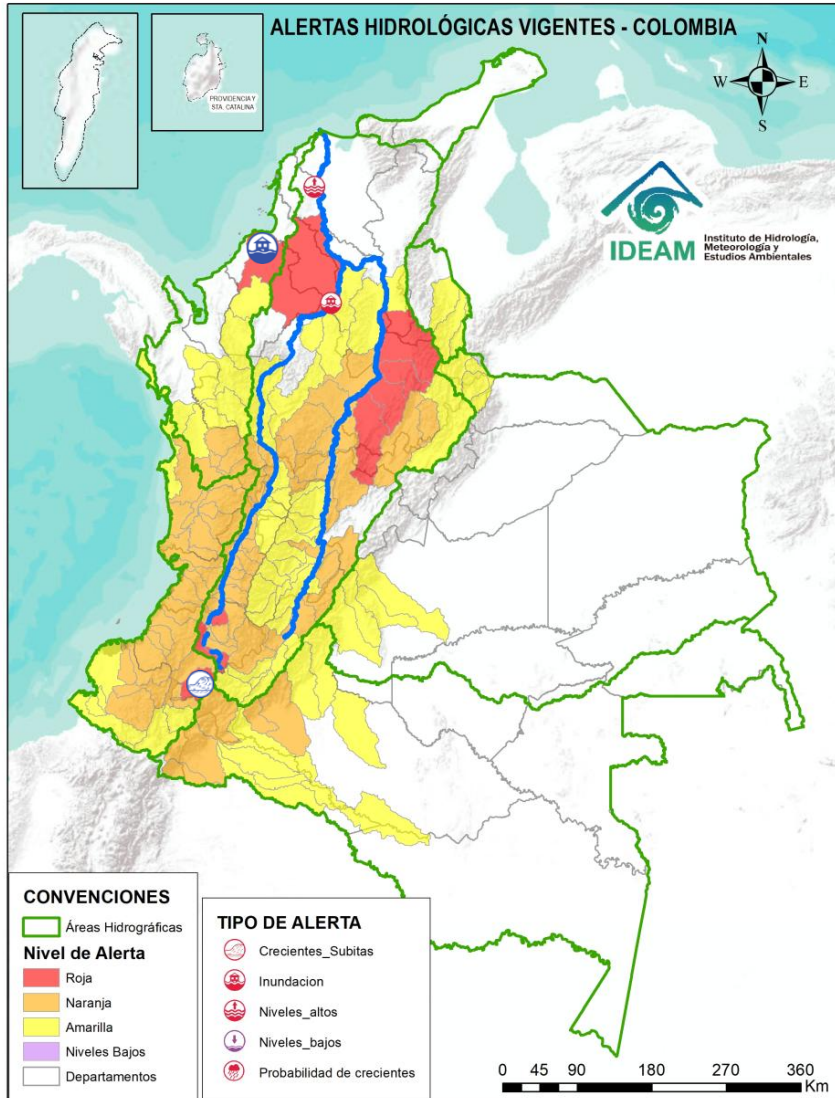 ALERTAS HIDROLÓGICAS VIGENTES - COLOMBIA
PROVIDENCIA Y
STA. CATALINA
N
W
E
S
IDEAM
Instituto de Hidrología,
Meteorología y
Estudios Ambientales
CONVENCIONES
Áreas Hidrográficas
Nivel de Alerta
Roja
Naranja
Amarilla
Niveles Bajos
Departamentos
TIPO DE ALERTA
Crecientes_Subitas
Inundacion
Niveles_altos
Niveles_bajos
Probabilidad de crecientes
0 45 90 180 270 360
Km